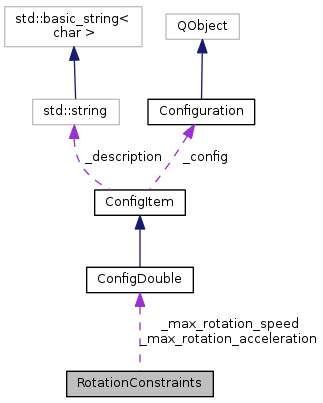 std::basic_string<
char >
QObject
std::string
Configuration
_description
_config
ConfigItem
ConfigDouble
_max_rotation_speed
_max_rotation_acceleration
RotationConstraints